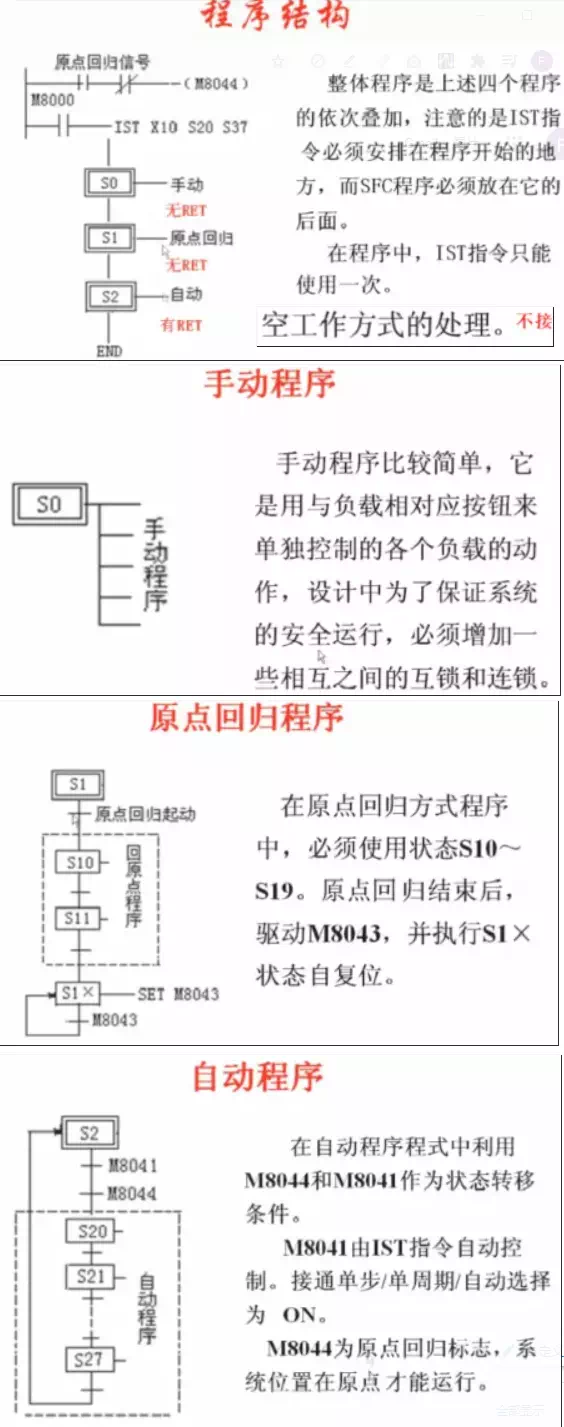 程序结构
原点回归信号
(M8044)
M8000
IST X10 S20 S37
S0
手动
无RET
S1
原点回归
无RET
S2
自动
有RET
END
整体程序是上述四个程序
的依次叠加，注意的是IST指
令必须安排在程序开始的地
方，而SFC程序必须放在它的
后面。
在程序中，IST指令只能
使用一次。
空工作方式的处理。不接
手动程序
S0
手动程序
手动程序比较简单，它
是用与负载相对应按钮来
单独控制的各个负载的动
作，设计中为了保证系统
的安全运行，必须增加一
些相互之间的互锁和连锁。
原点回归程序
S1
原点回归起动
S10
回原点程序
S11
S1×
SET M8043
M8043
在原点回归方式程序
中，必须使用状态S10～
S19。原点回归结束后，
驱动M8043，并执行S1×
状态自复位。
自动程序
S2
M8041
M8044
S20
S21
自动程序
S27
在自动程序程式中利用
M8044和M8041作为状态转移
条件。
M8041由IST指令自动控
制。接通单步/单周期/自动选择
为 ON。
M8044为原点回归标志，系
统位置在原点才能运行。